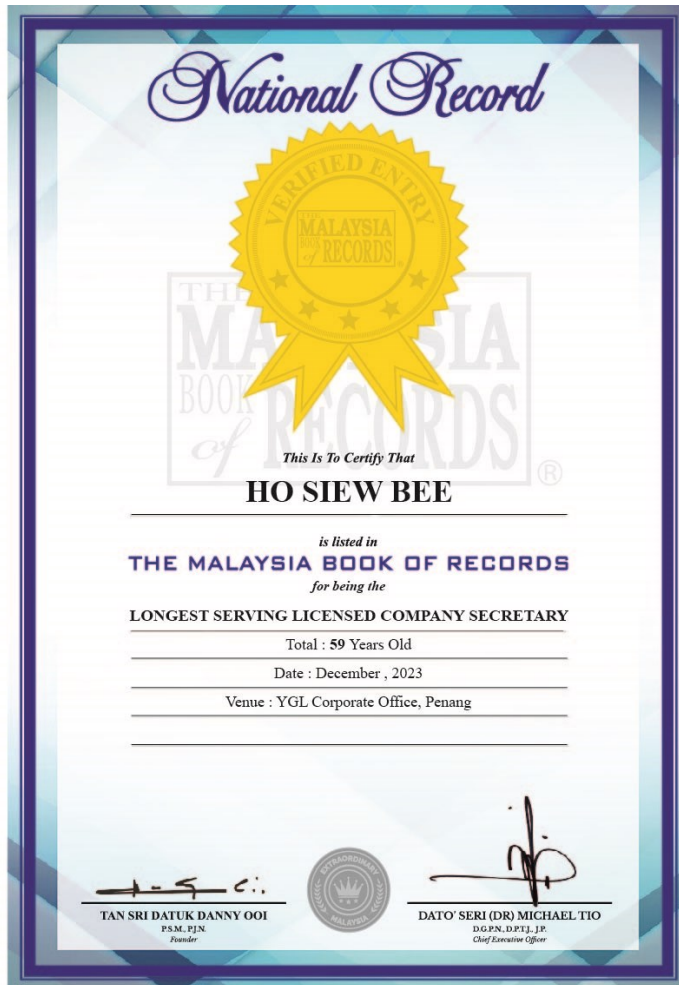 National Record
VERIFIED ENTRY
THE
MALAYSIA
BOOK
of RECORDS
®
THE
MALAYSIA
BOOK
of RECORDS
®
This Is To Certify That
HO SIEW BEE
is listed in
THE MALAYSIA BOOK OF RECORDS
for being the
LONGEST SERVING LICENSED COMPANY SECRETARY
Total : 59 Years Old
Date : December , 2023
Venue : YGL Corporate Office, Penang
TAN SRI DATUK DANNY OOI
P.S.M., P.J.N.
Founder
EXTRAORDINARY
MALAYSIA
DATO' SERI (DR) MICHAEL TIO
D.G.P.N., D.P.T.J., J.P.
Chief Executive Officer